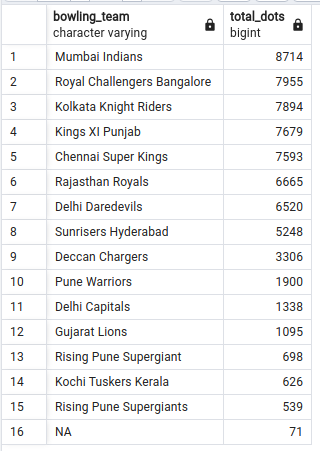 bowling_team total_dots
character varying bigint
1 Mumbai Indians 8714
2 Royal Challengers Bangalore 7955
3 Kolkata Knight Riders 7894
4 Kings XI Punjab 7679
5 Chennai Super Kings 7593
6 Rajasthan Royals 6665
7 Delhi Daredevils 6520
8 Sunrisers Hyderabad 5248
9 Deccan Chargers 3306
10 Pune Warriors 1900
11 Delhi Capitals 1338
12 Gujarat Lions 1095
13 Rising Pune Supergiant 698
14 Kochi Tuskers Kerala 626
15 Rising Pune Supergiants 539
16 NA 71